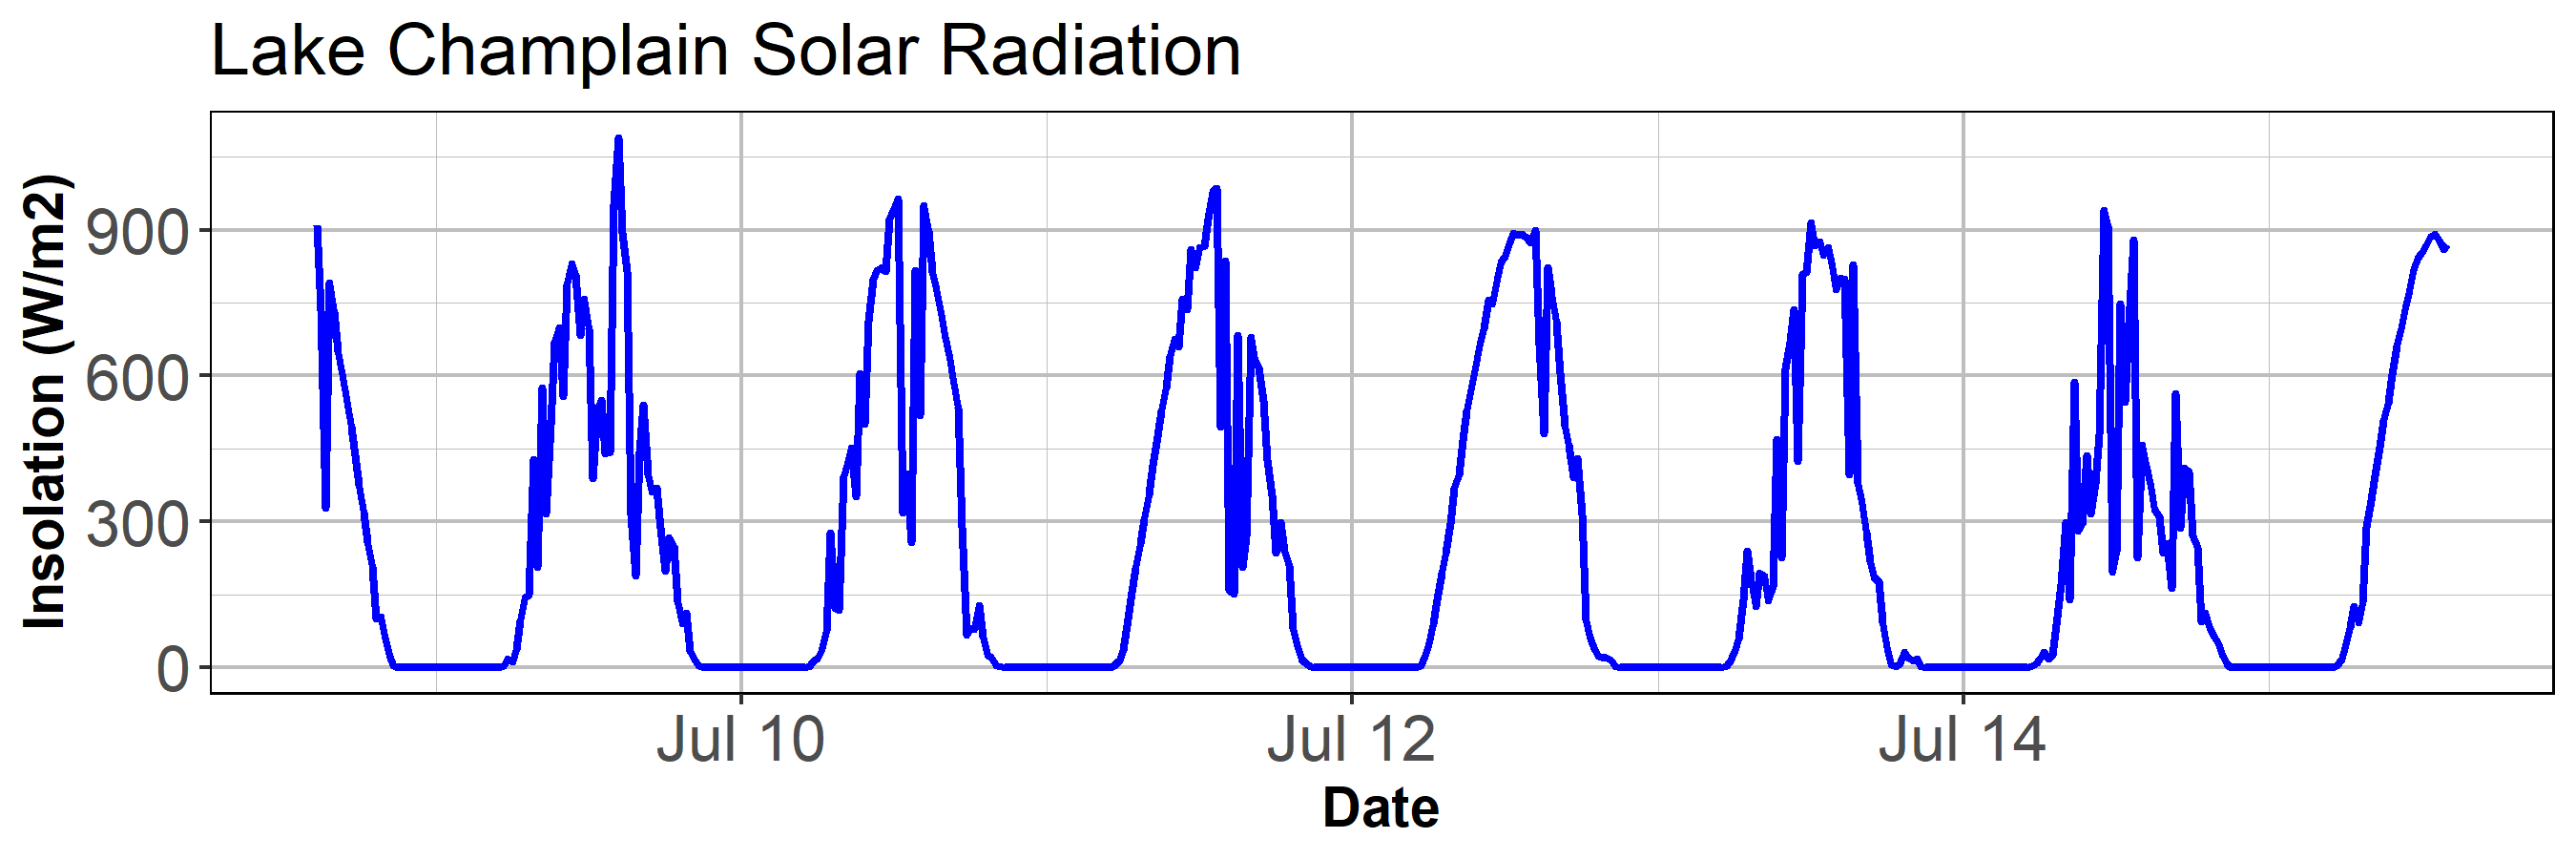 Lake Champlain Solar Radiation
Insolation (W/m2)
900
600
300
0
Jul 10
Jul 12
Jul 14
Date